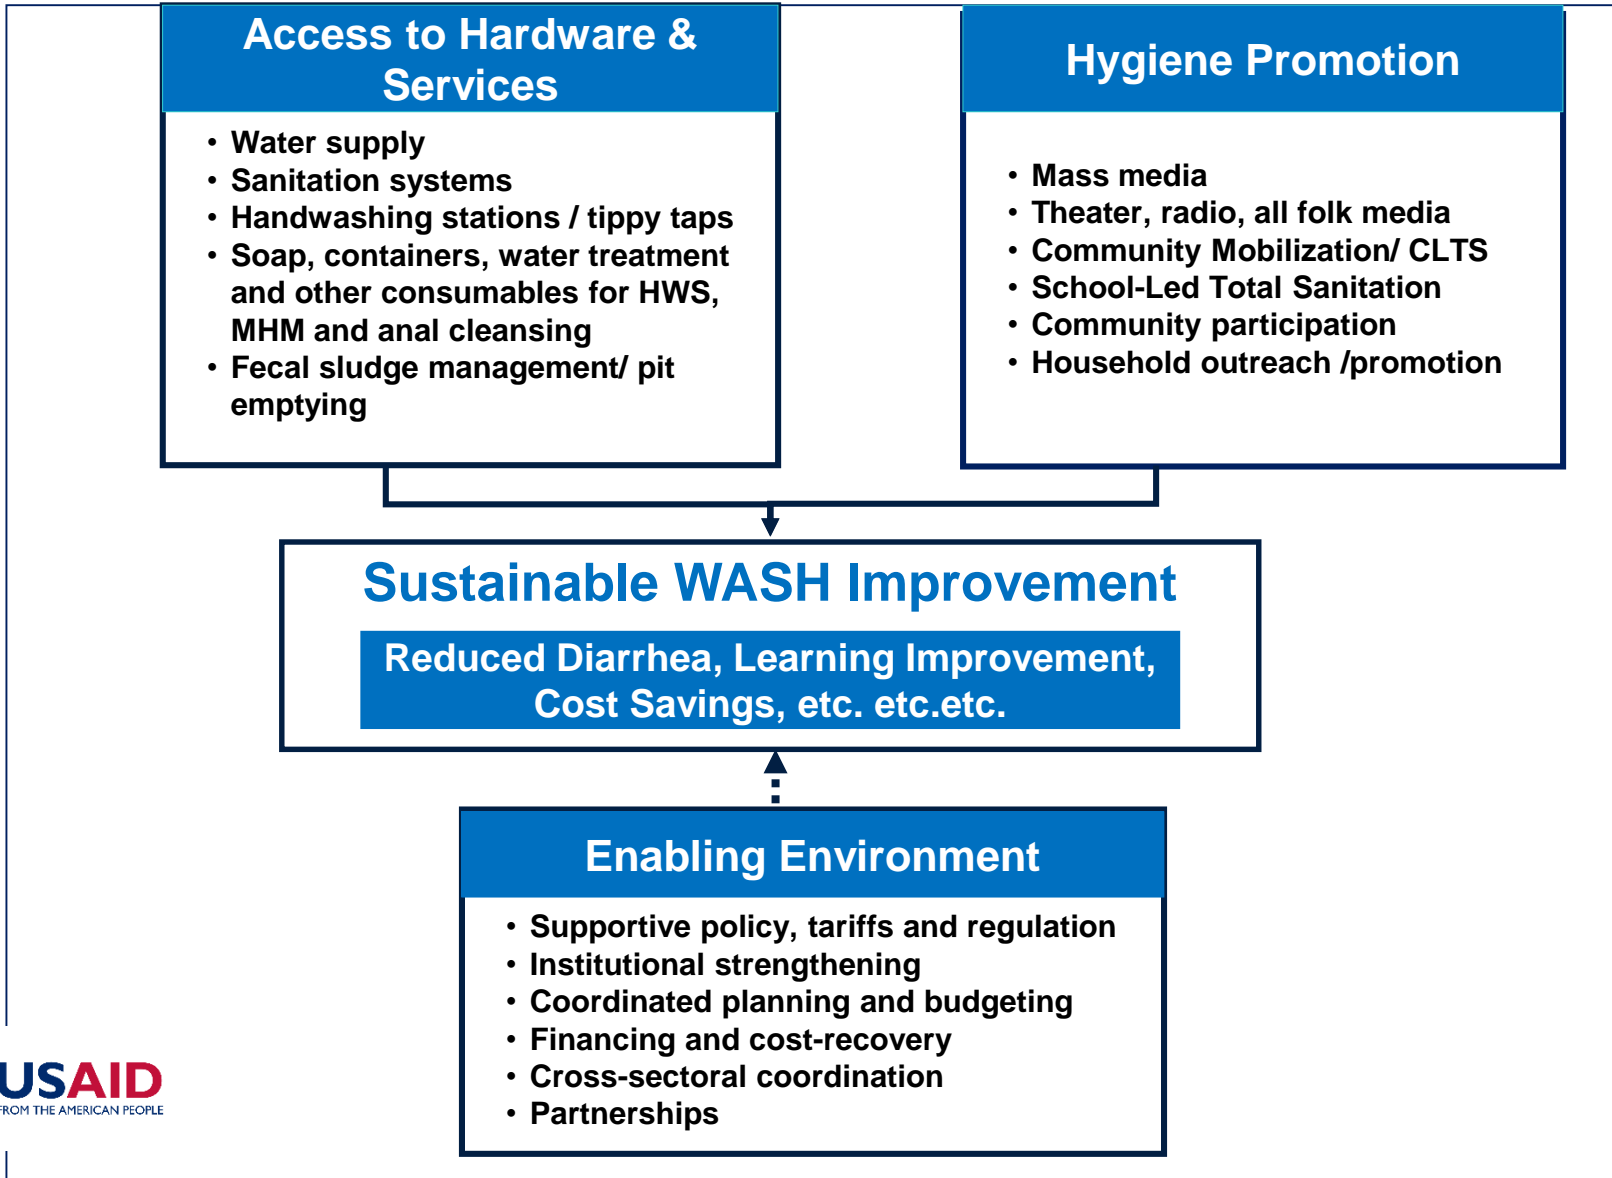 Access to Hardware &
Services
• Water supply
• Sanitation systems
• Handwashing stations / tippy taps
• Soap, containers, water treatment
and other consumables for HWS,
MHM and anal cleansing
• Fecal sludge management/ pit
emptying
Hygiene Promotion
• Mass media
• Theater, radio, all folk media
• Community Mobilization/ CLTS
• School-Led Total Sanitation
• Community participation
• Household outreach /promotion
Sustainable WASH Improvement
Reduced Diarrhea, Learning Improvement,
Cost Savings, etc. etc.etc.
Enabling Environment
• Supportive policy, tariffs and regulation
• Institutional strengthening
• Coordinated planning and budgeting
• Financing and cost-recovery
• Cross-sectoral coordination
• Partnerships
USAID
FROM THE AMERICAN PEOPLE